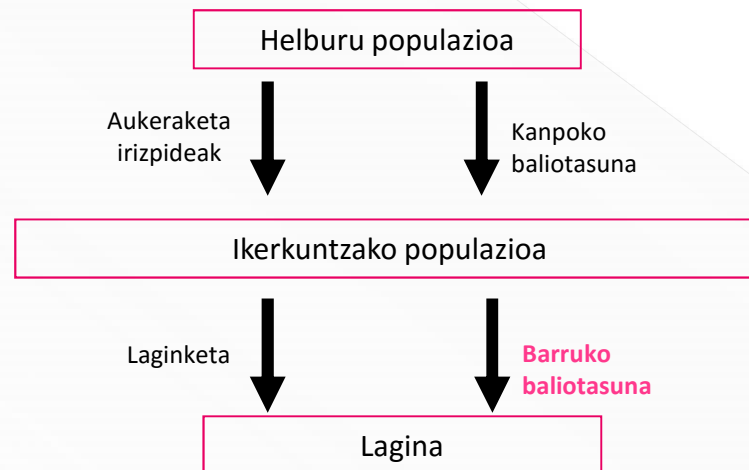 Helburu populazioa
Aukeraketa
irizpideak
Kanpoko
baliotasuna
Ikerkuntzako populazioa
Laginketa
Barruko
baliotasuna
Lagina